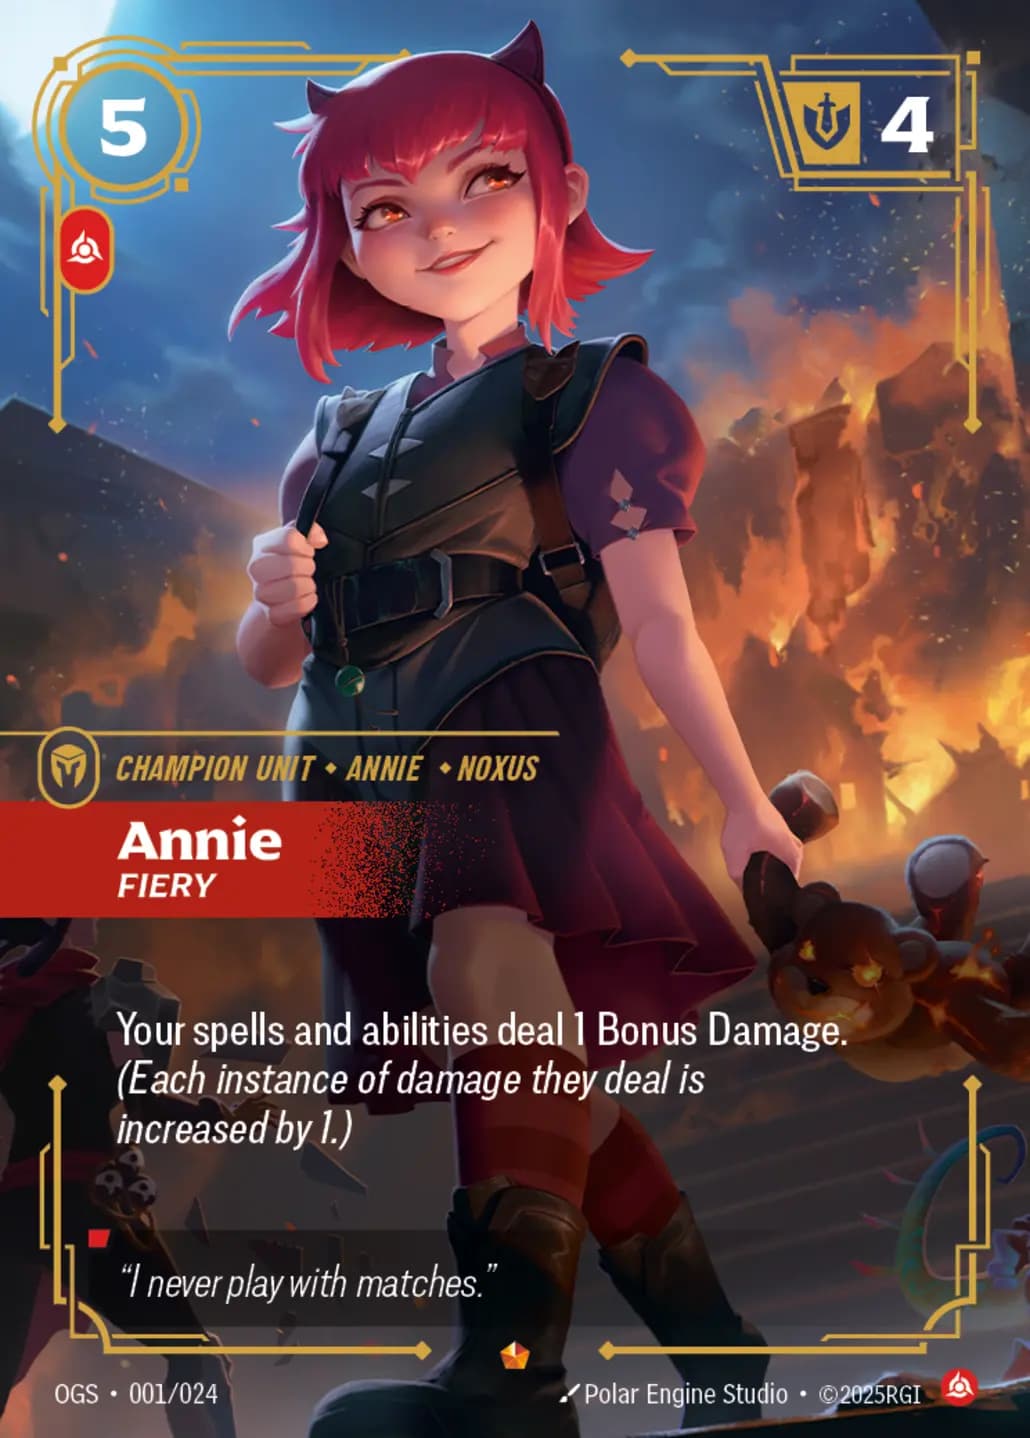 5
4
CHAMPION UNIT • ANNIE • NOXUS
Annie
FIERY
Your spells and abilities deal 1 Bonus Damage.
(Each instance of damage they deal is
increased by 1.)
“I never play with matches.”
OGS • 001/024
Polar Engine Studio • ©2025RGI